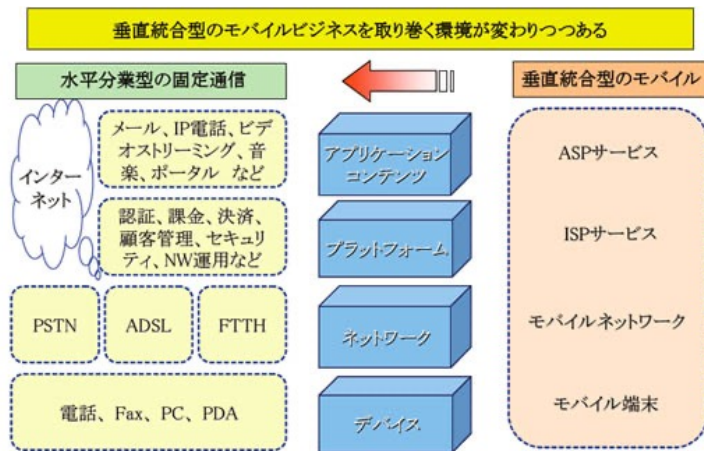 垂直統合型のモバイルビジネスを取り巻く環境が変わりつつある
水平分業型の固定通信
垂直統合型のモバイル
インター
ネット
メール、IP電話、ビデ
オストリーミング、音
楽、ポータル など
認証、課金、決済、
顧客管理、セキュリ
ティ、NW運用など
PSTN
ADSL
FTTH
電話、Fax、PC、PDA
アプリケーション
コンテンツ
プラットフォーム
ネットワーク
デバイス
ASPサービス
ISPサービス
モバイルネットワーク
モバイル端末